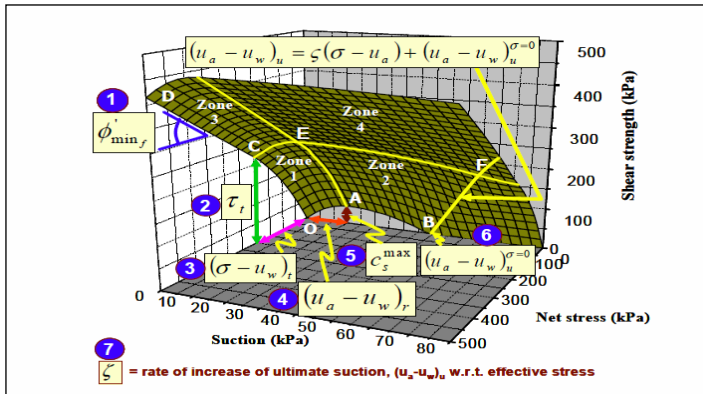 (u_a − u_w)_u = ς(σ − u_a) + (u_a − u_w)_u^{σ=0}
500
400
300
200
100
0
Shear strength (kPa)
1
D
Zone 3
Zone 4
ϕ'_{min_f}
C
E
Zone 1
Zone 2
F
2
τ_t
A
O
B
3
(σ − u_w)_t
5
c_s^{max}
6
(u_a − u_w)_u^{σ=0}
4
(u_a − u_w)_r
0
10
20
30
40
50
60
70
80
Suction (kPa)
0
100
200
300
400
500
Net stress (kPa)
7
ζ = rate of increase of ultimate suction, (u_a-u_w)_u w.r.t. effective stress